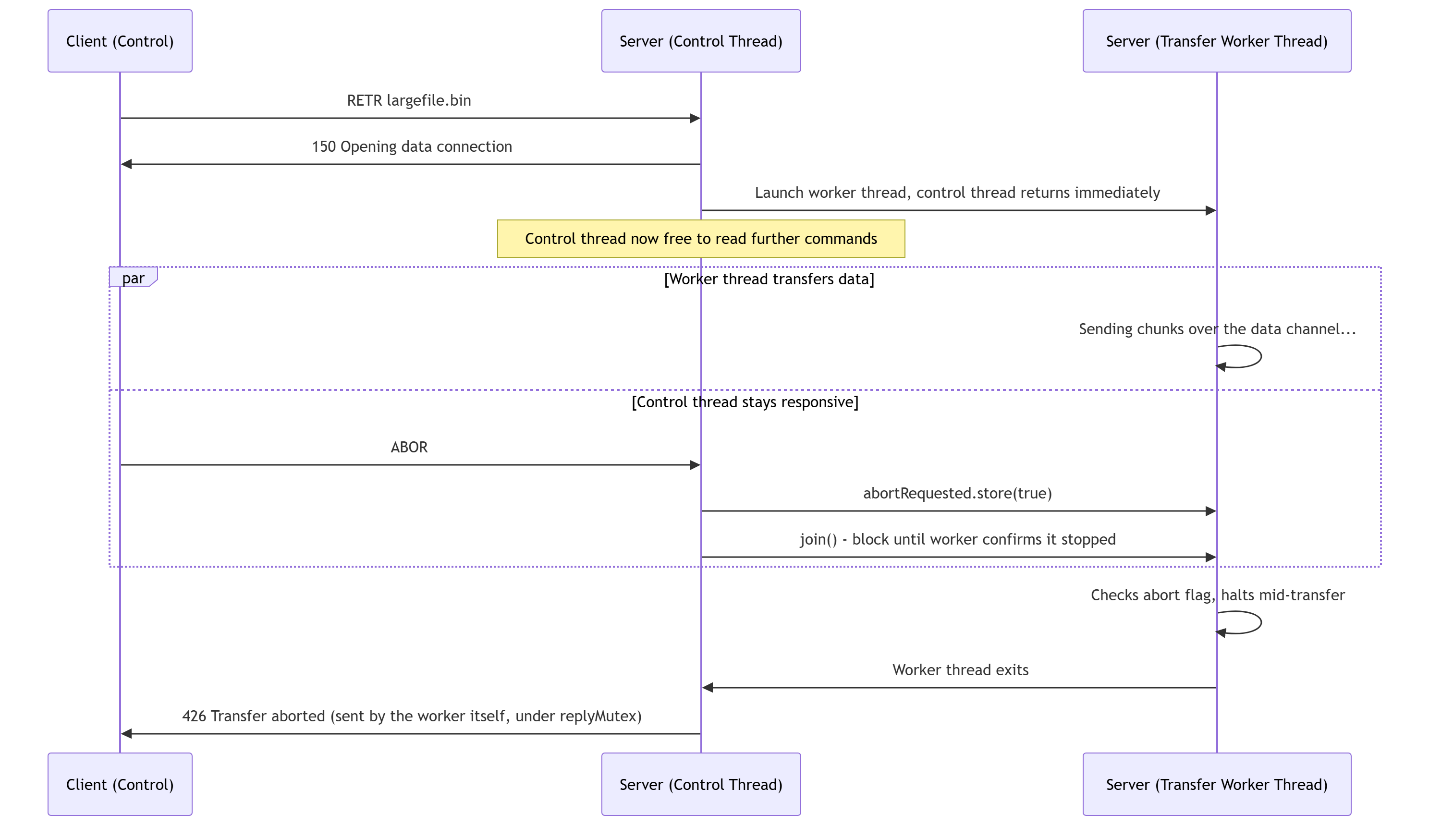 Client (Control)
Server (Control Thread)
Server (Transfer Worker Thread)
RETR largefile.bin
150 Opening data connection
Launch worker thread, control thread returns immediately
Control thread now free to read further commands
par
[Worker thread transfers data]
Sending chunks over the data channel...
[Control thread stays responsive]
ABOR
abortRequested.store(true)
join() - block until worker confirms it stopped
Checks abort flag, halts mid-transfer
Worker thread exits
426 Transfer aborted (sent by the worker itself, under replyMutex)
Client (Control)
Server (Control Thread)
Server (Transfer Worker Thread)